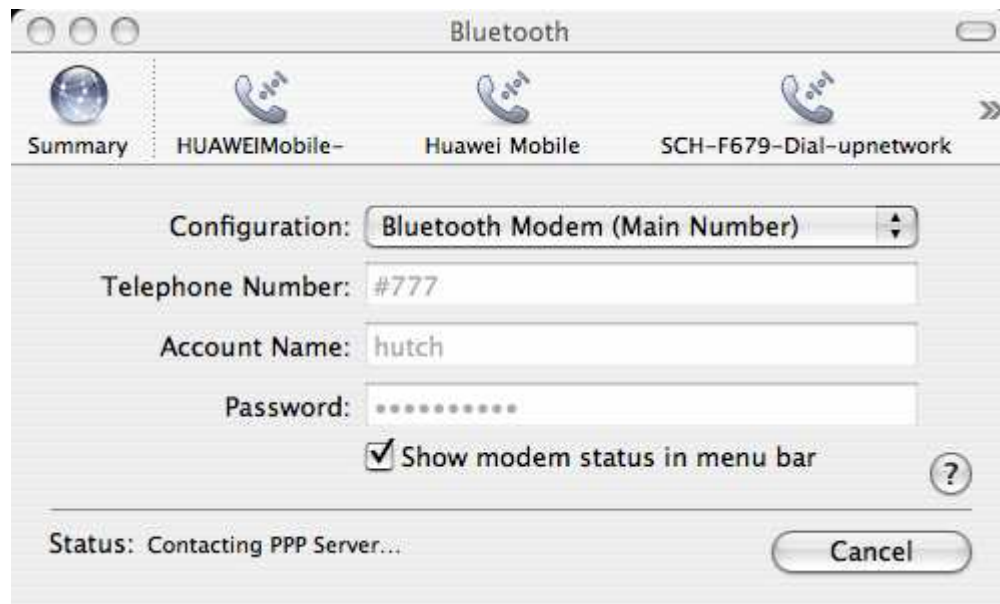 Bluetooth
Summary HUAWEIMobile- Huawei Mobile SCH-F679-Dial-upnetwork
Configuration: Bluetooth Modem (Main Number)
Telephone Number: #777
Account Name: hutch
Password: ••••••••••
Show modem status in menu bar
?
Status: Contacting PPP Server...
Cancel